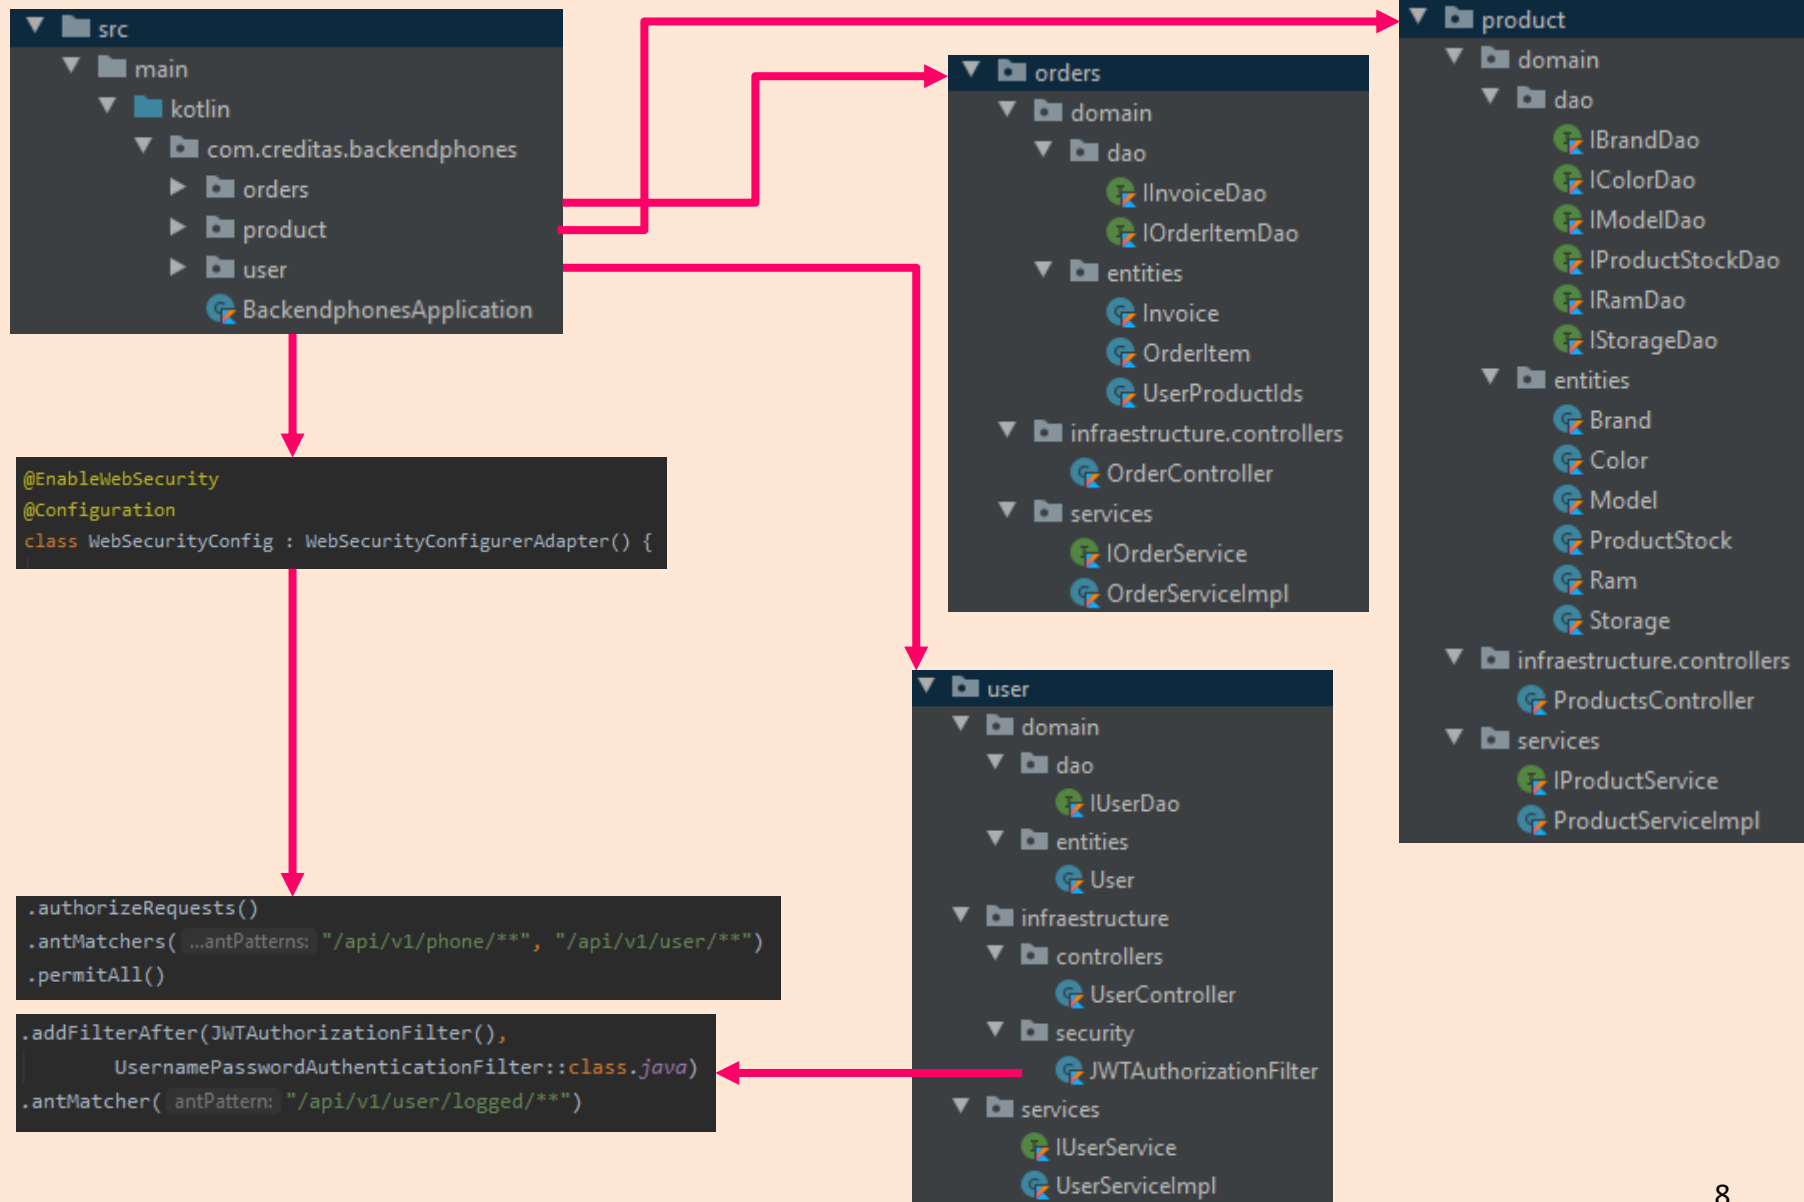 src
main
kotlin
com.creditas.backendphones
orders
product
user
BackendphonesApplication
@EnableWebSecurity
@Configuration
class WebSecurityConfig : WebSecurityConfigurerAdapter() {
.authorizeRequests()
.antMatchers( ...antPatterns: "/api/v1/phone/**", "/api/v1/user/**")
.permitAll()
.addFilterAfter(JWTAuthorizationFilter(),
UsernamePasswordAuthenticationFilter::class.java)
.antMatcher( antPattern: "/api/v1/user/logged/**")
orders
domain
dao
IInvoiceDao
IOrderItemDao
entities
Invoice
OrderItem
UserProductIds
infraestructure.controllers
OrderController
services
IOrderService
OrderServiceImpl
user
domain
dao
IUserDao
entities
User
infraestructure
controllers
UserController
security
JWTAuthorizationFilter
services
IUserService
UserServiceImpl
product
domain
dao
IBrandDao
IColorDao
IModelDao
IProductStockDao
IRamDao
IStorageDao
entities
Brand
Color
Model
ProductStock
Ram
Storage
infraestructure.controllers
ProductsController
services
IProductService
ProductServiceImpl
8